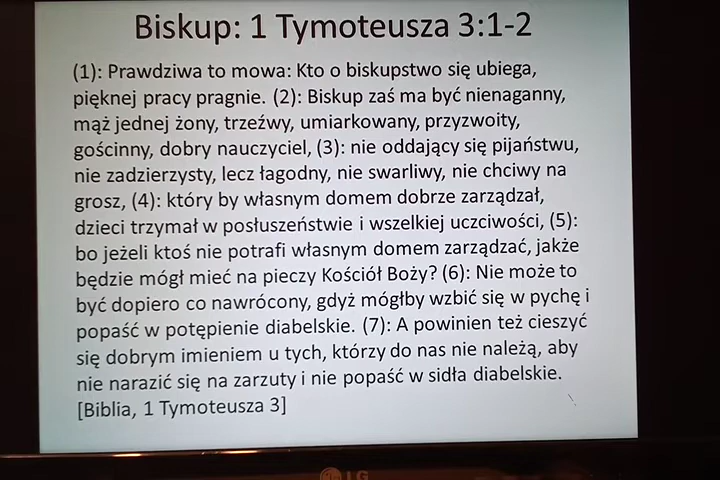 Biskup: 1 Tymoteusza 3:1-2
(1): Prawdziwa to mowa: Kto o biskupstwo się ubiega,
pięknej pracy pragnie. (2): Biskup zaś ma być nienaganny,
mąż jednej żony, trzeźwy, umiarkowany, przyzwoity,
gościnny, dobry nauczyciel, (3): nie oddający się pijaństwu,
nie zadzierzysty, lecz łagodny, nie swarliwy, nie chciwy na
grosz, (4): który by własnym domem dobrze zarządzał,
dzieci trzymał w posłuszeństwie i wszelkiej uczciwości, (5):
bo jeżeli ktoś nie potrafi własnym domem zarządzać, jakże
będzie mógł mieć na pieczy Kościół Boży? (6): Nie może to
być dopiero co nawrócony, gdyż mógłby wzbić się w pychę i
popaść w potępienie diabelskie. (7): A powinien też cieszyć
się dobrym imieniem u tych, którzy do nas nie należą, aby
nie narazić się na zarzuty i nie popaść w sidła diabelskie.
[Biblia, 1 Tymoteusza 3]
LG